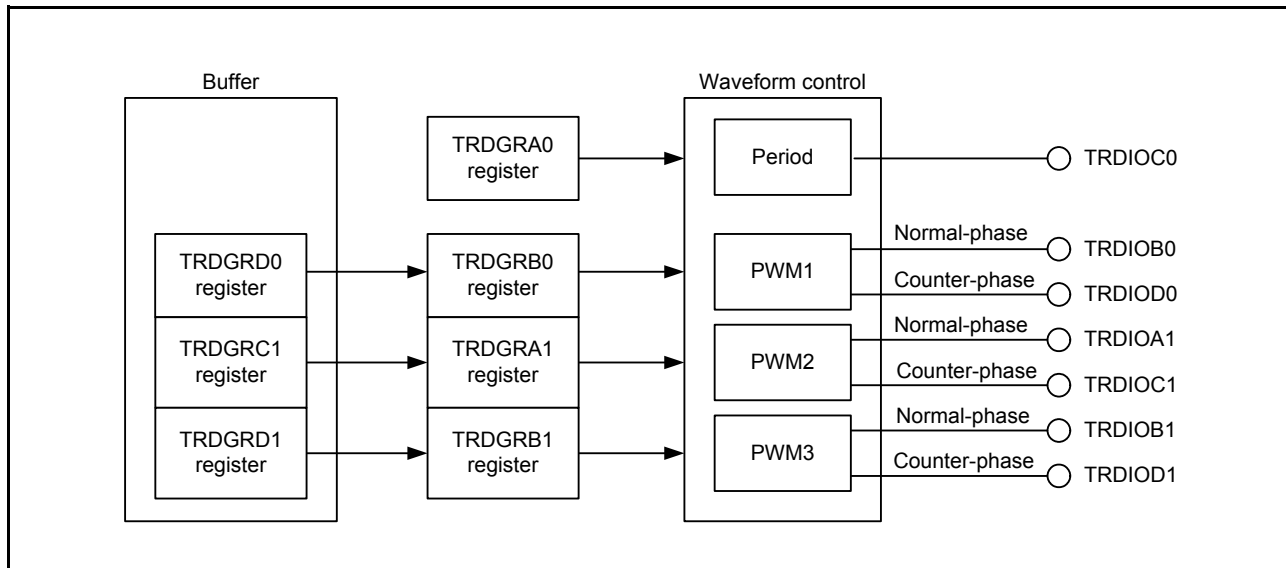 Buffer
Waveform control
TRDGRA0
register
Period
TRDIOC0
TRDGRD0
register
TRDGRB0
register
PWM1
Normal-phase
TRDIOB0
Counter-phase
TRDIOD0
TRDGRC1
register
TRDGRA1
register
PWM2
Normal-phase
TRDIOA1
Counter-phase
TRDIOC1
TRDGRD1
register
TRDGRB1
register
PWM3
Normal-phase
TRDIOB1
Counter-phase
TRDIOD1